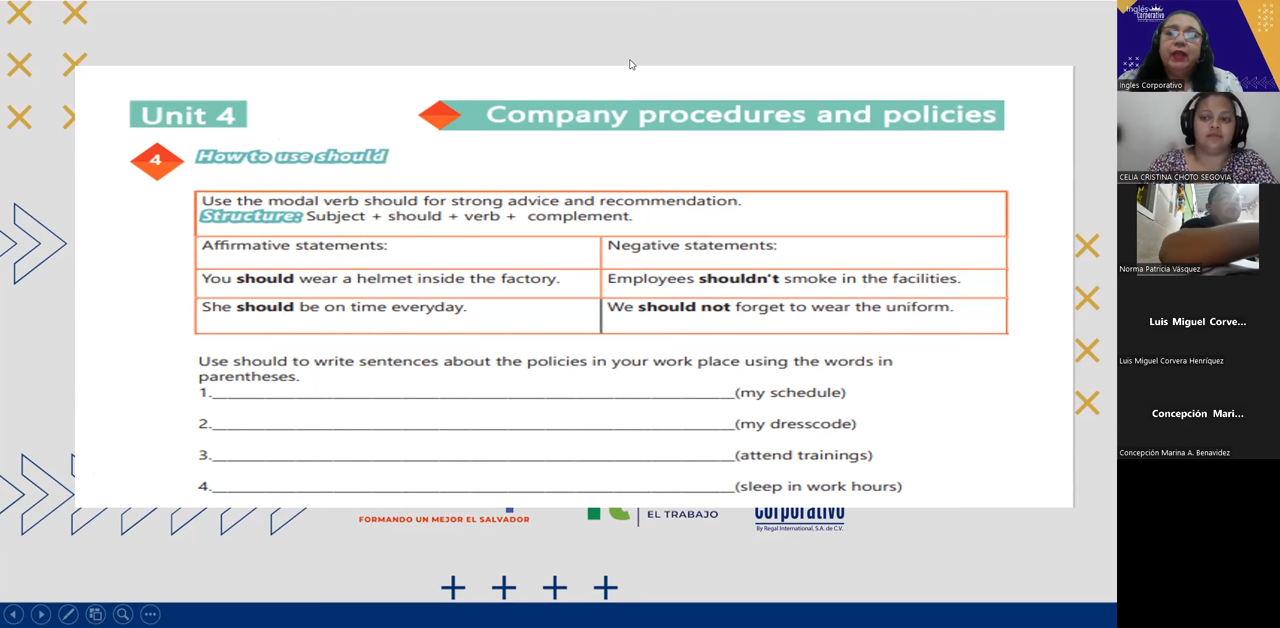 Unit 4
Company procedures and policies
4
How to use should
Use the modal verb should for strong advice and recommendation.
Structure: Subject + should + verb + complement.
Affirmative statements:
Negative statements:
You should wear a helmet inside the factory.
Employees shouldn't smoke in the facilities.
She should be on time everyday.
We should not forget to wear the uniform.
Use should to write sentences about the policies in your work place using the words in
parentheses.
1.______________________(my schedule)
2.______________________(my dresscode)
3.______________________(attend trainings)
4.______________________(sleep in work hours)
FORMANDO UN MEJOR EL SALVADOR
EL TRABAJO
corporativo
By Regal International, S.A. de C.V.
Inglés
Corporativo
Ingles Corporativo
CELIA CRISTINA CHOTO SEGOVIA
Norma Patricia Vásquez
Luis Miguel Corve...
Luis Miguel Corvera Henríquez
Concepción Mari...
Concepción Marina A. Benavidez